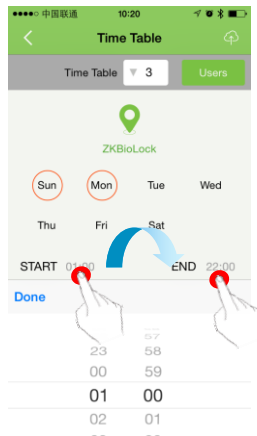 中国联通 10:20
Time Table
Time Table 3 Users
ZKBioLock
Sun Mon Tue Wed
Thu Fri Sat
START 01:00 END 22:00
Done
57
23 58
00 59
01 00
02 01